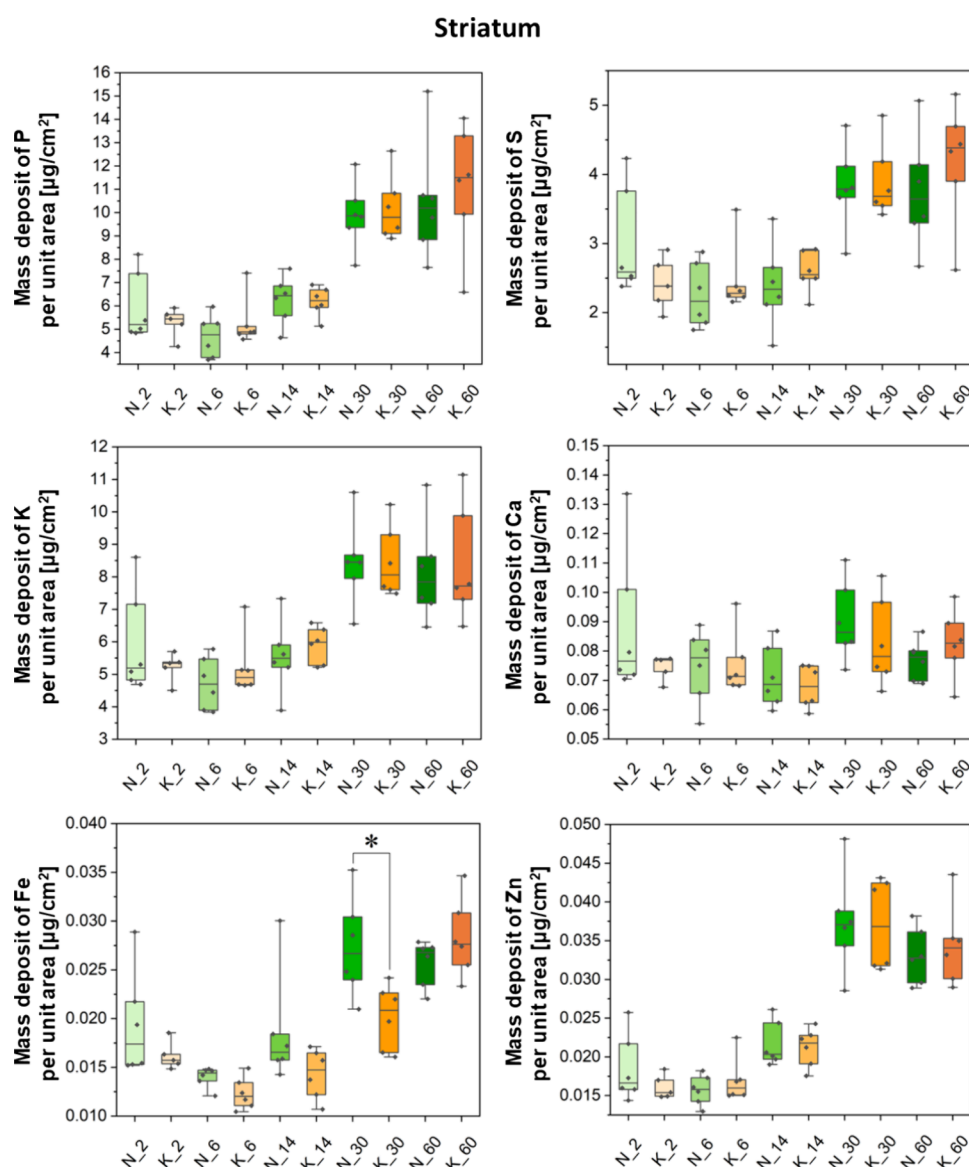 Striatum
Mass deposit of P
per unit area [µg/cm²]
16
15
14
13
12
11
10
9
8
7
6
5
4
N_2 K_2 N_6 K_6 N_14 K_14 N_30 K_30 N_60 K_60
Mass deposit of S
per unit area [µg/cm²]
5
4
3
2
N_2 K_2 N_6 K_6 N_14 K_14 N_30 K_30 N_60 K_60
Mass deposit of K
per unit area [µg/cm²]
12
11
10
9
8
7
6
5
4
3
N_2 K_2 N_6 K_6 N_14 K_14 N_30 K_30 N_60 K_60
Mass deposit of Ca
per unit area [µg/cm²]
0.15
0.14
0.13
0.12
0.11
0.10
0.09
0.08
0.07
0.06
0.05
N_2 K_2 N_6 K_6 N_14 K_14 N_30 K_30 N_60 K_60
Mass deposit of Fe
per unit area [µg/cm²]
0.040
0.035
0.030
0.025
0.020
0.015
0.010
*
N_2 K_2 N_6 K_6 N_14 K_14 N_30 K_30 N_60 K_60
Mass deposit of Zn
per unit area [µg/cm²]
0.050
0.045
0.040
0.035
0.030
0.025
0.020
0.015
N_2 K_2 N_6 K_6 N_14 K_14 N_30 K_30 N_60 K_60